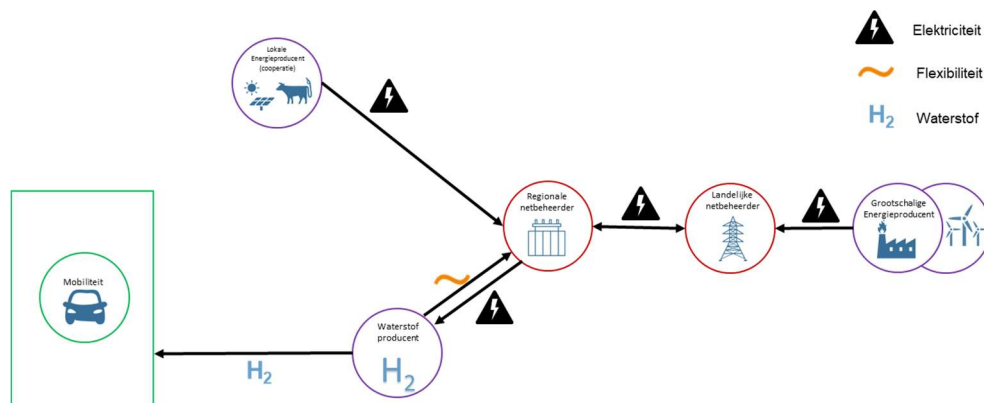 Lokale
Energieproducent
(cooperatie)
Elektriciteit
Flexibiliteit
H₂ Waterstof
Regionale
netbeheerder
Landelijke
netbeheerder
Grootschalige
Energieproducent
Mobiliteit
Waterstof
producent
H₂
H₂